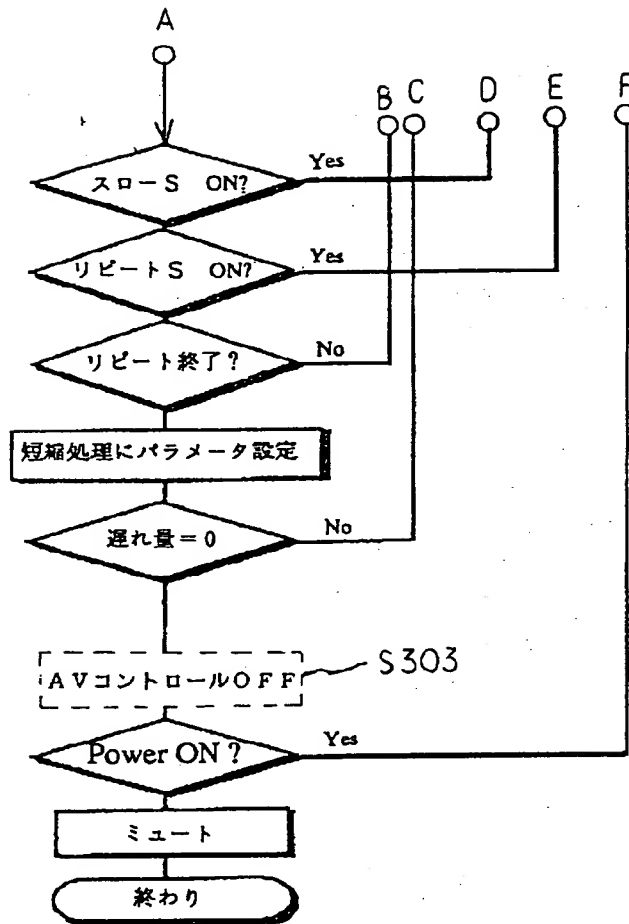 A
B C D E F
スローS ON?
Yes
リピートS ON?
Yes
リピート終了?
No
短縮処理にパラメータ設定
遅れ量=0
No
AVコントロールOFF
S303
Power ON?
Yes
ミュート
終わり